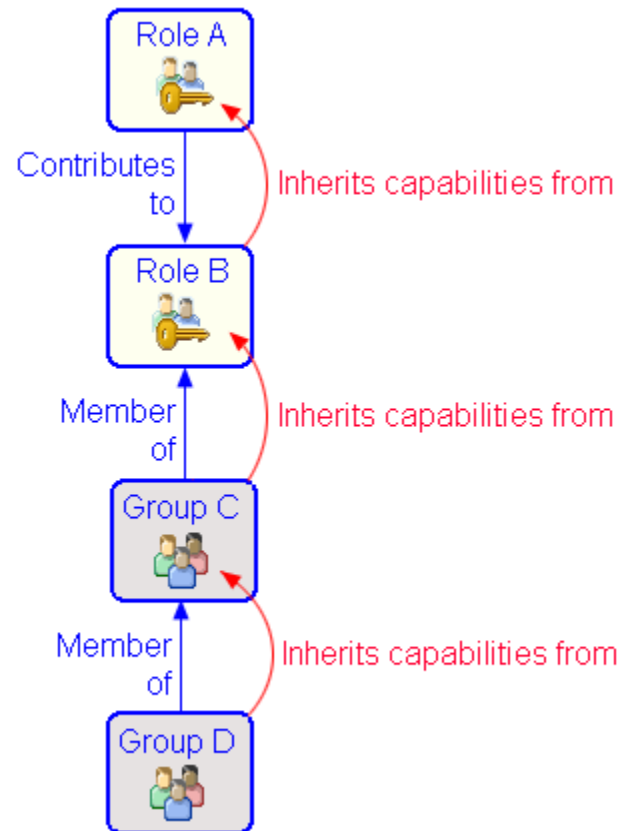 Role A
Contributes
to
Inherits capabilities from
Role B
Member
of
Inherits capabilities from
Group C
Member
of
Inherits capabilities from
Group D